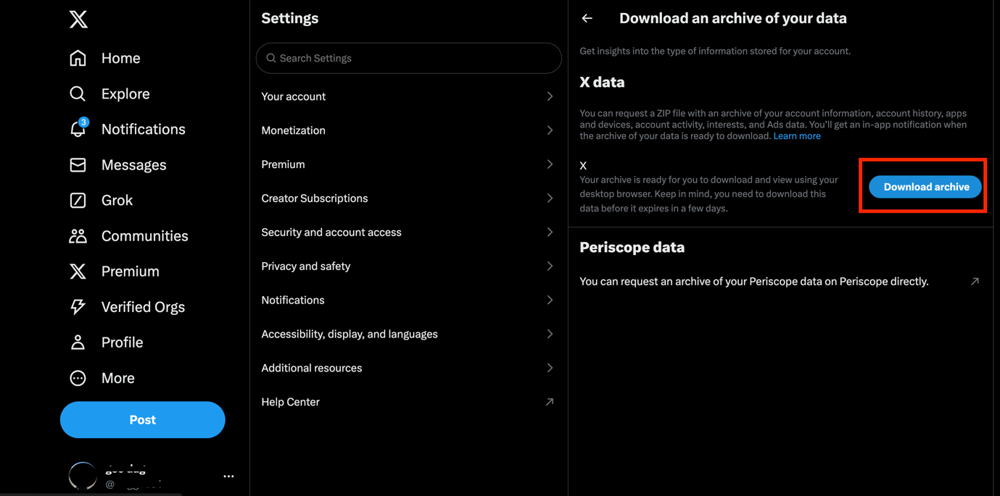 Home
Explore
3
Notifications
Messages
Grok
Communities
Premium
Verified Orgs
Profile
More
Post
@
Settings
Search Settings
Your account
Monetization
Premium
Creator Subscriptions
Security and account access
Privacy and safety
Notifications
Accessibility, display, and languages
Additional resources
Help Center
Download an archive of your data
Get insights into the type of information stored for your account.
X data
You can request a ZIP file with an archive of your account information, account history, apps
and devices, account activity, interests, and Ads data. You’ll get an in-app notification when
the archive of your data is ready to download. Learn more
X
Your archive is ready for you to download and view using your
desktop browser. Keep in mind, you need to download this
data before it expires in a few days.
Download archive
Periscope data
You can request an archive of your Periscope data on Periscope directly.